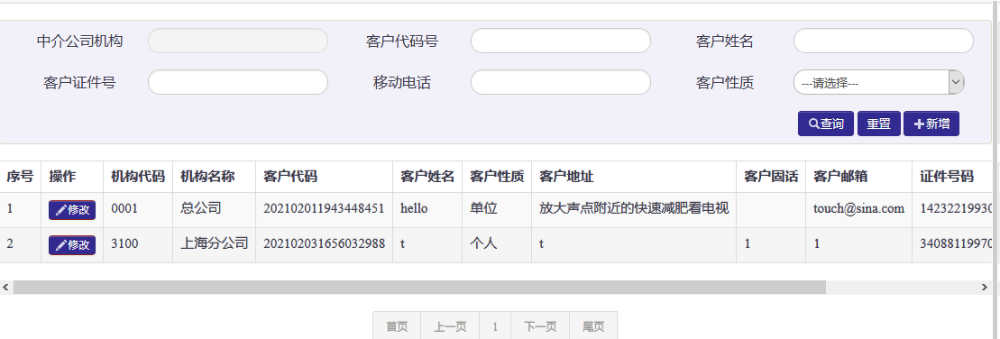 中介公司机构 客户代码号 客户姓名
客户证件号 移动电话 客户性质 ---请选择---
查询 重置 新增
序号 操作 机构代码 机构名称 客户代码 客户姓名 客户性质 客户地址 客户固话 客户邮箱 证件号码
1 修改 0001 总公司 202102011943448451 hello 单位 放大声点附近的快速减肥看电视 touch@sina.com 14232219930
2 修改 3100 上海分公司 202102031656032988 t 个人 t 1 1 34088119970
首页 上一页 1 下一页 尾页